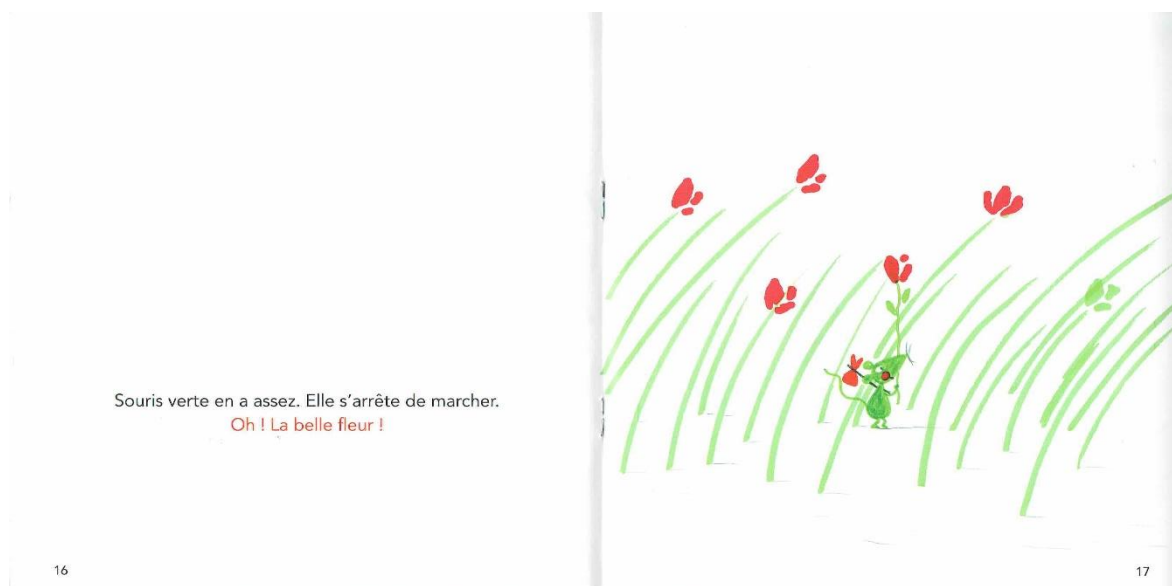 Souris verte en a assez. Elle s'arrête de marcher.
Oh ! La belle fleur !
16
17